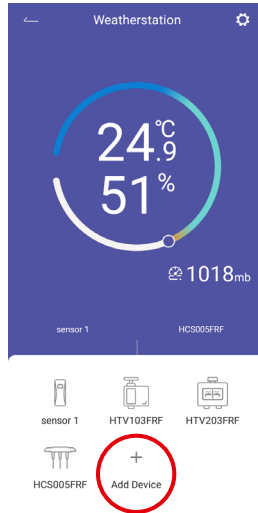 Weatherstation
24.9 °C
51 %
1018mb
sensor 1 HCS005FRF
sensor 1 HTV103FRF HTV203FRF
HCS005FRF Add Device